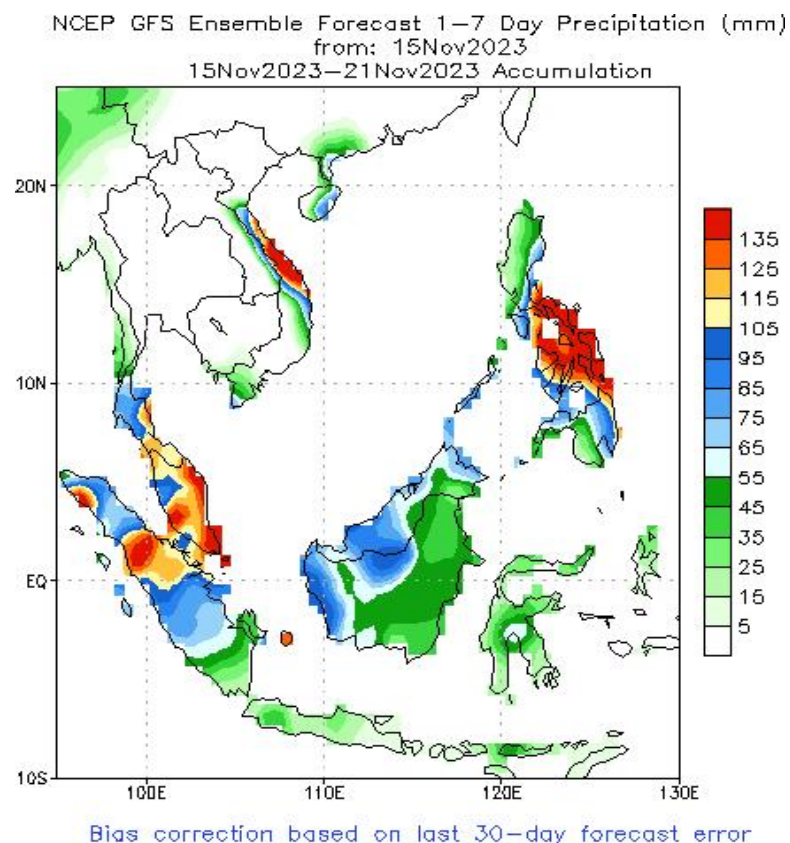 NCEP GFS Ensemble Forecast 1-7 Day Precipitation (mm)
from: 15Nov2023
15Nov2023-21Nov2023 Accumulation
20N
10N
EQ
10S
100E
110E
120E
130E
135
125
115
105
95
85
75
65
55
45
35
25
15
5
Bias correction based on last 30-day forecast error